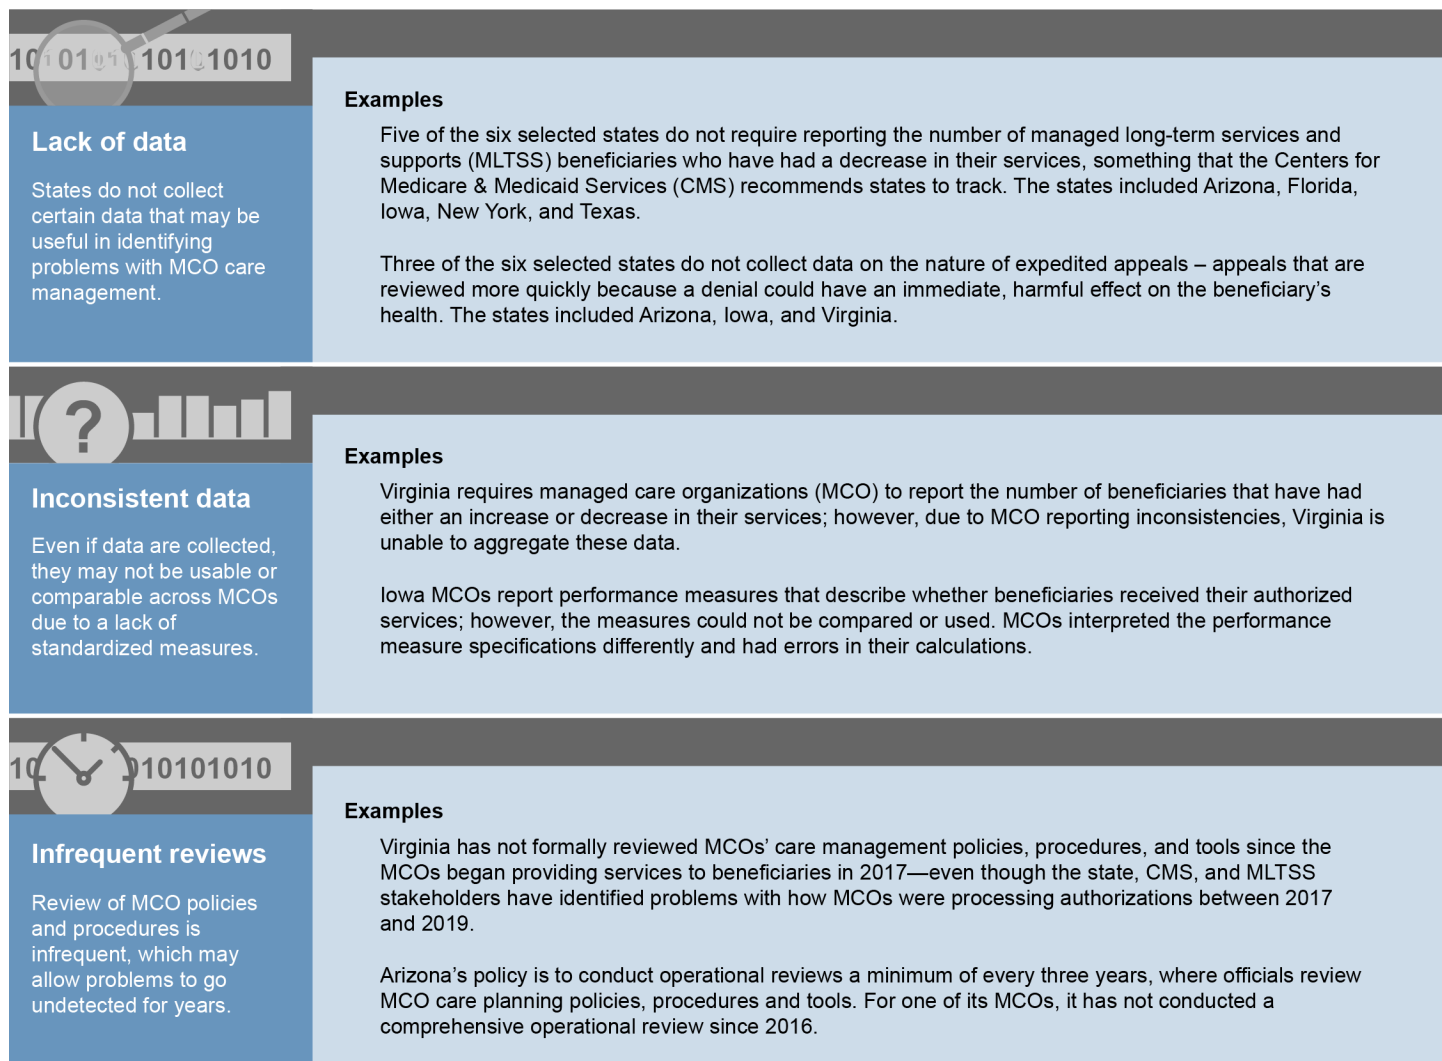 Lack of data
States do not collect
certain data that may be
useful in identifying
problems with MCO care
management.
Examples
Five of the six selected states do not require reporting the number of managed long-term services and
supports (MLTSS) beneficiaries who have had a decrease in their services, something that the Centers for
Medicare & Medicaid Services (CMS) recommends states to track. The states included Arizona, Florida,
Iowa, New York, and Texas.
Three of the six selected states do not collect data on the nature of expedited appeals – appeals that are
reviewed more quickly because a denial could have an immediate, harmful effect on the beneficiary’s
health. The states included Arizona, Iowa, and Virginia.
?
Inconsistent data
Even if data are collected,
they may not be usable or
comparable across MCOs
due to a lack of
standardized measures.
Examples
Virginia requires managed care organizations (MCO) to report the number of beneficiaries that have had
either an increase or decrease in their services; however, due to MCO reporting inconsistencies, Virginia is
unable to aggregate these data.
Iowa MCOs report performance measures that describe whether beneficiaries received their authorized
services; however, the measures could not be compared or used. MCOs interpreted the performance
measure specifications differently and had errors in their calculations.
10 010101010
Infrequent reviews
Review of MCO policies
and procedures is
infrequent, which may
allow problems to go
undetected for years.
Examples
Virginia has not formally reviewed MCOs’ care management policies, procedures, and tools since the
MCOs began providing services to beneficiaries in 2017—even though the state, CMS, and MLTSS
stakeholders have identified problems with how MCOs were processing authorizations between 2017
and 2019.
Arizona’s policy is to conduct operational reviews a minimum of every three years, where officials review
MCO care planning policies, procedures and tools. For one of its MCOs, it has not conducted a
comprehensive operational review since 2016.